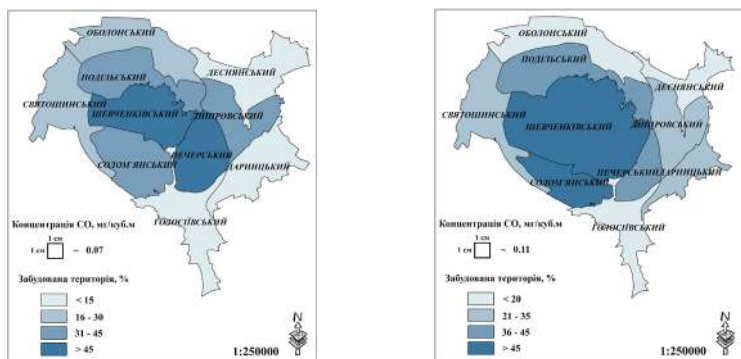 ОБОЛОНСЬКИЙ
ДЕСНЯНСЬКИЙ
ПОДІЛЬСЬКИЙ
СВЯТОШИНСЬКИЙ
ШЕВЧЕНКІВСЬКИЙ
ДНІПРОВСЬКИЙ
ПЕЧЕРСЬКИЙ
СОЛОМ'ЯНСЬКИЙ
ДАРНИЦЬКИЙ
ГОЛОСІЇВСЬКИЙ
Концентрація CO, мг/куб.м
1 см
1 см ~ 0.07
Забудована територія, %
< 15
16 - 30
31 - 45
> 45
N
1:250000
ОБОЛОНСЬКИЙ
ПОДІЛЬСЬКИЙ
ДЕСНЯНСЬКИЙ
СВЯТОШИНСЬКИЙ
ШЕВЧЕНКІВСЬКИЙ
ДНІПРОВСЬКИЙ
ПЕЧЕРСЬКИЙ
ДАРНИЦЬКИЙ
СОЛОМ'ЯНСЬКИЙ
ГОЛОСІЇВСЬКИЙ
Концентрація CO, мг/куб.м
1 см
1 см ~ 0.11
Забудована територія, %
< 20
21 - 35
36 - 45
> 45
N
1:250000